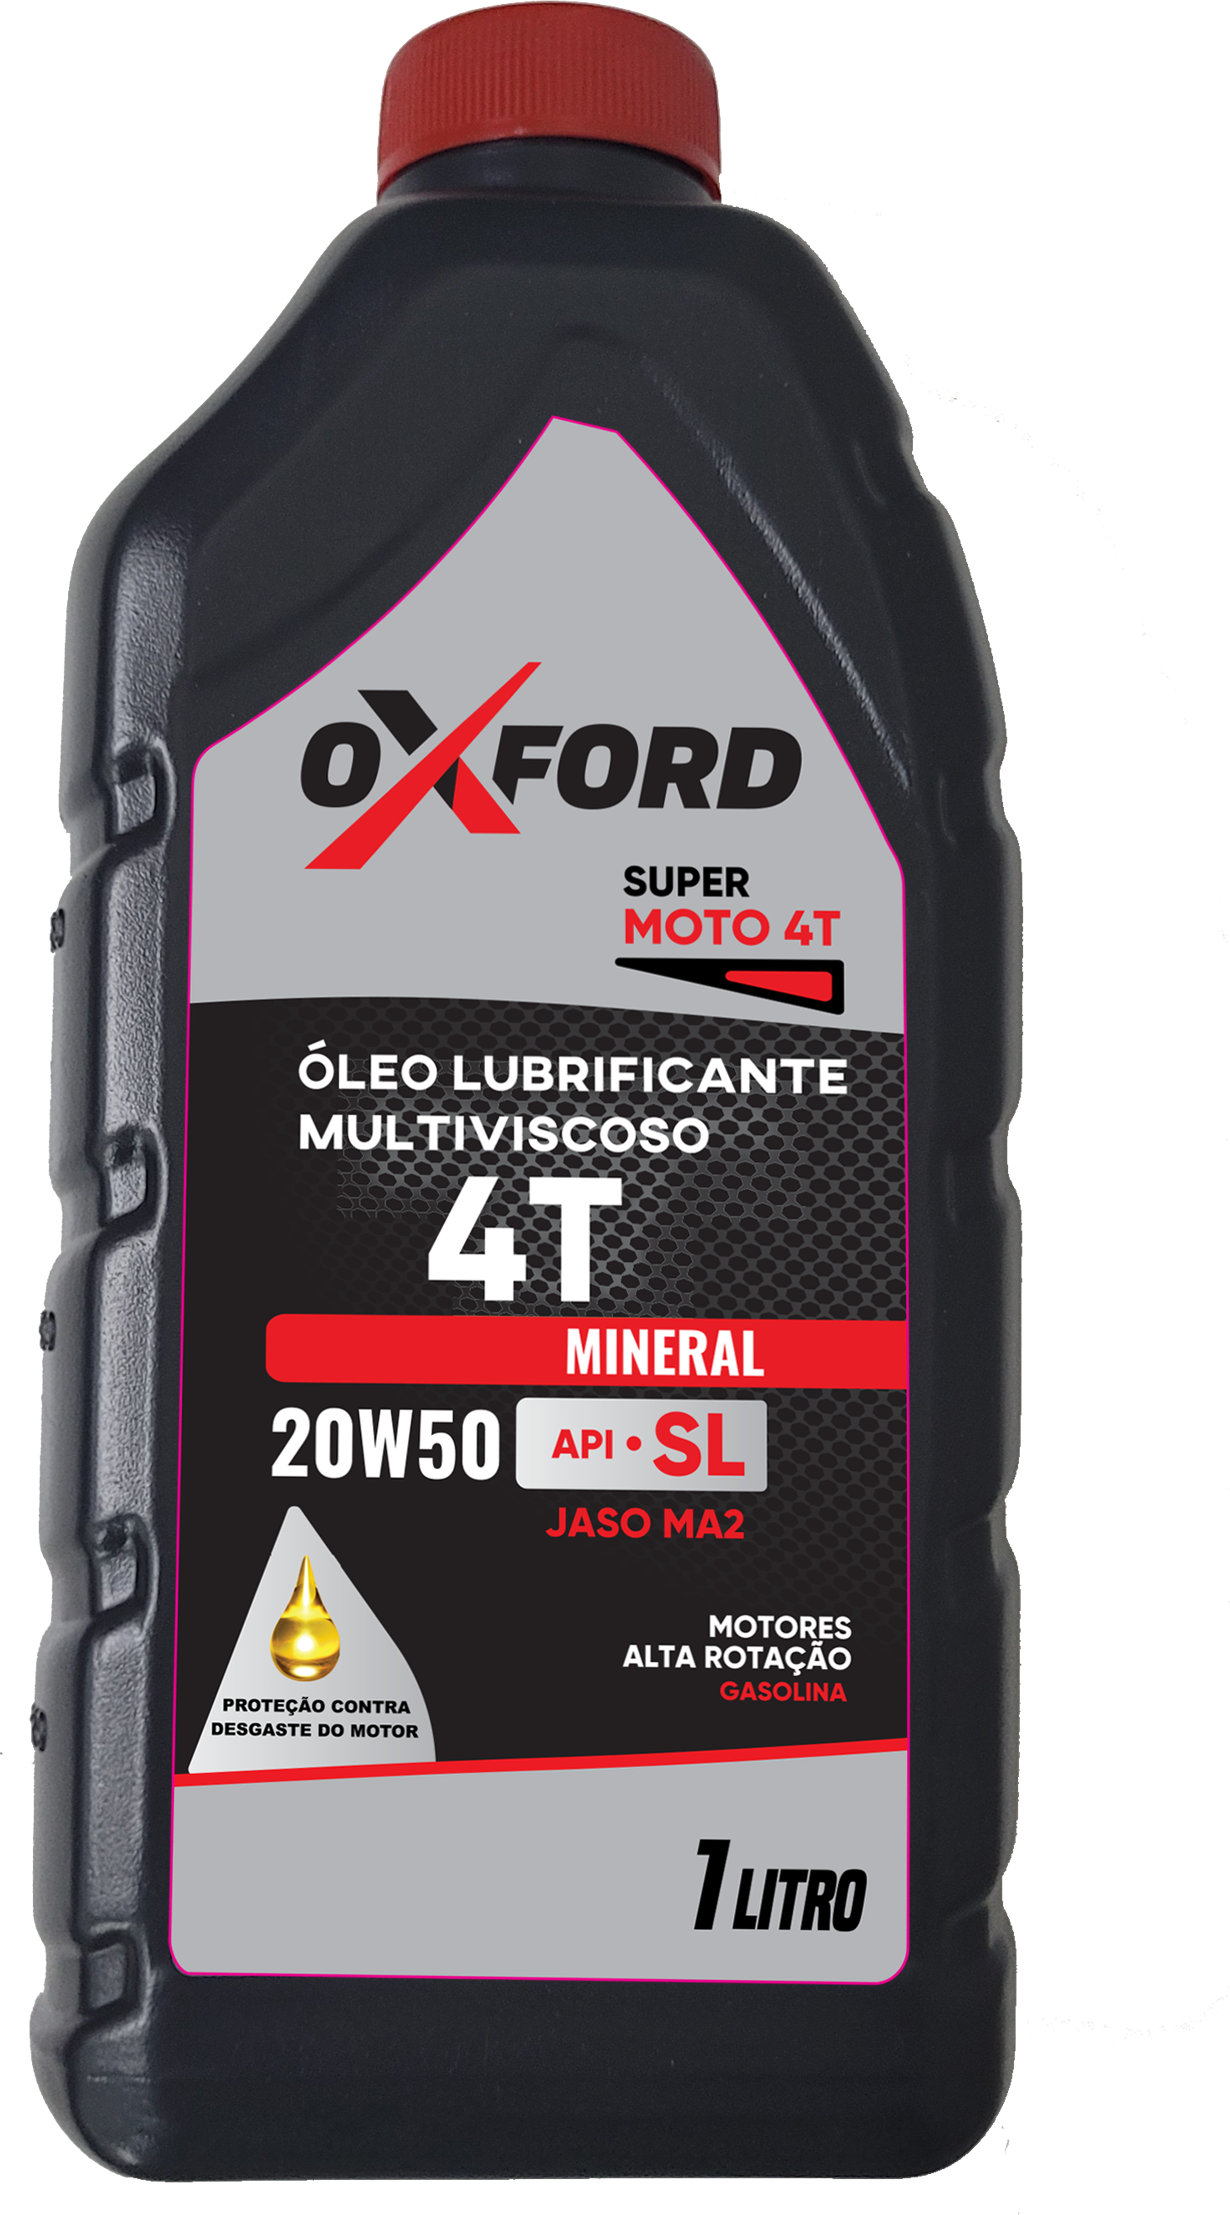 OXFORD
SUPER
MOTO 4T
ÓLEO LUBRIFICANTE
MULTIVISCOSO
4T
MINERAL
20W50 API • SL
JASO MA2
MOTORES
ALTA ROTAÇÃO
GASOLINA
PROTEÇÃO CONTRA
DESGASTE DO MOTOR
1 LITRO